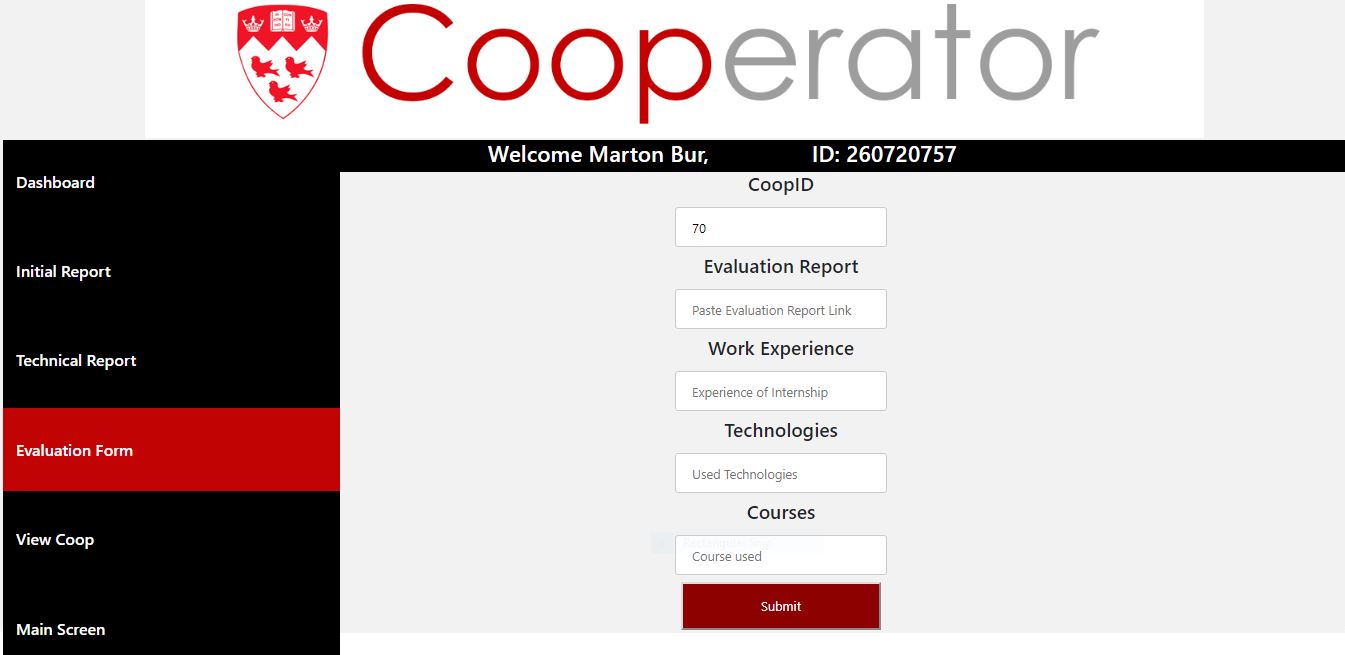 Cooperator
Welcome Marton Bur, ID: 260720757
Dashboard
Initial Report
Technical Report
Evaluation Form
View Coop
Main Screen
CoopID
70
Evaluation Report
Paste Evaluation Report Link
Work Experience
Experience of Internship
Technologies
Used Technologies
Courses
Course used
Submit